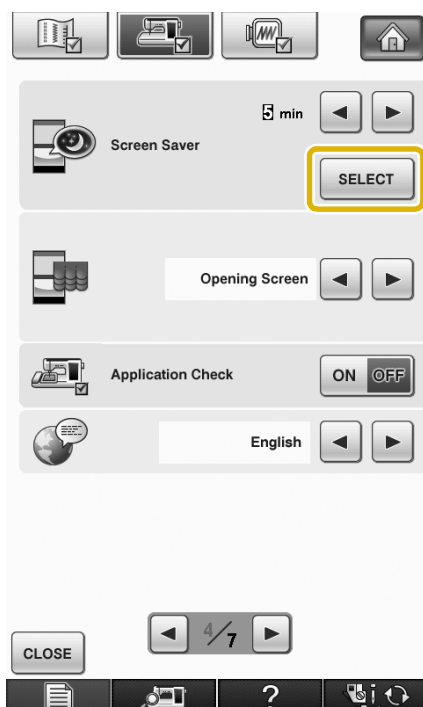 5 min
Screen Saver
SELECT
Opening Screen
Application Check
ON OFF
English
4/7
CLOSE
?
i